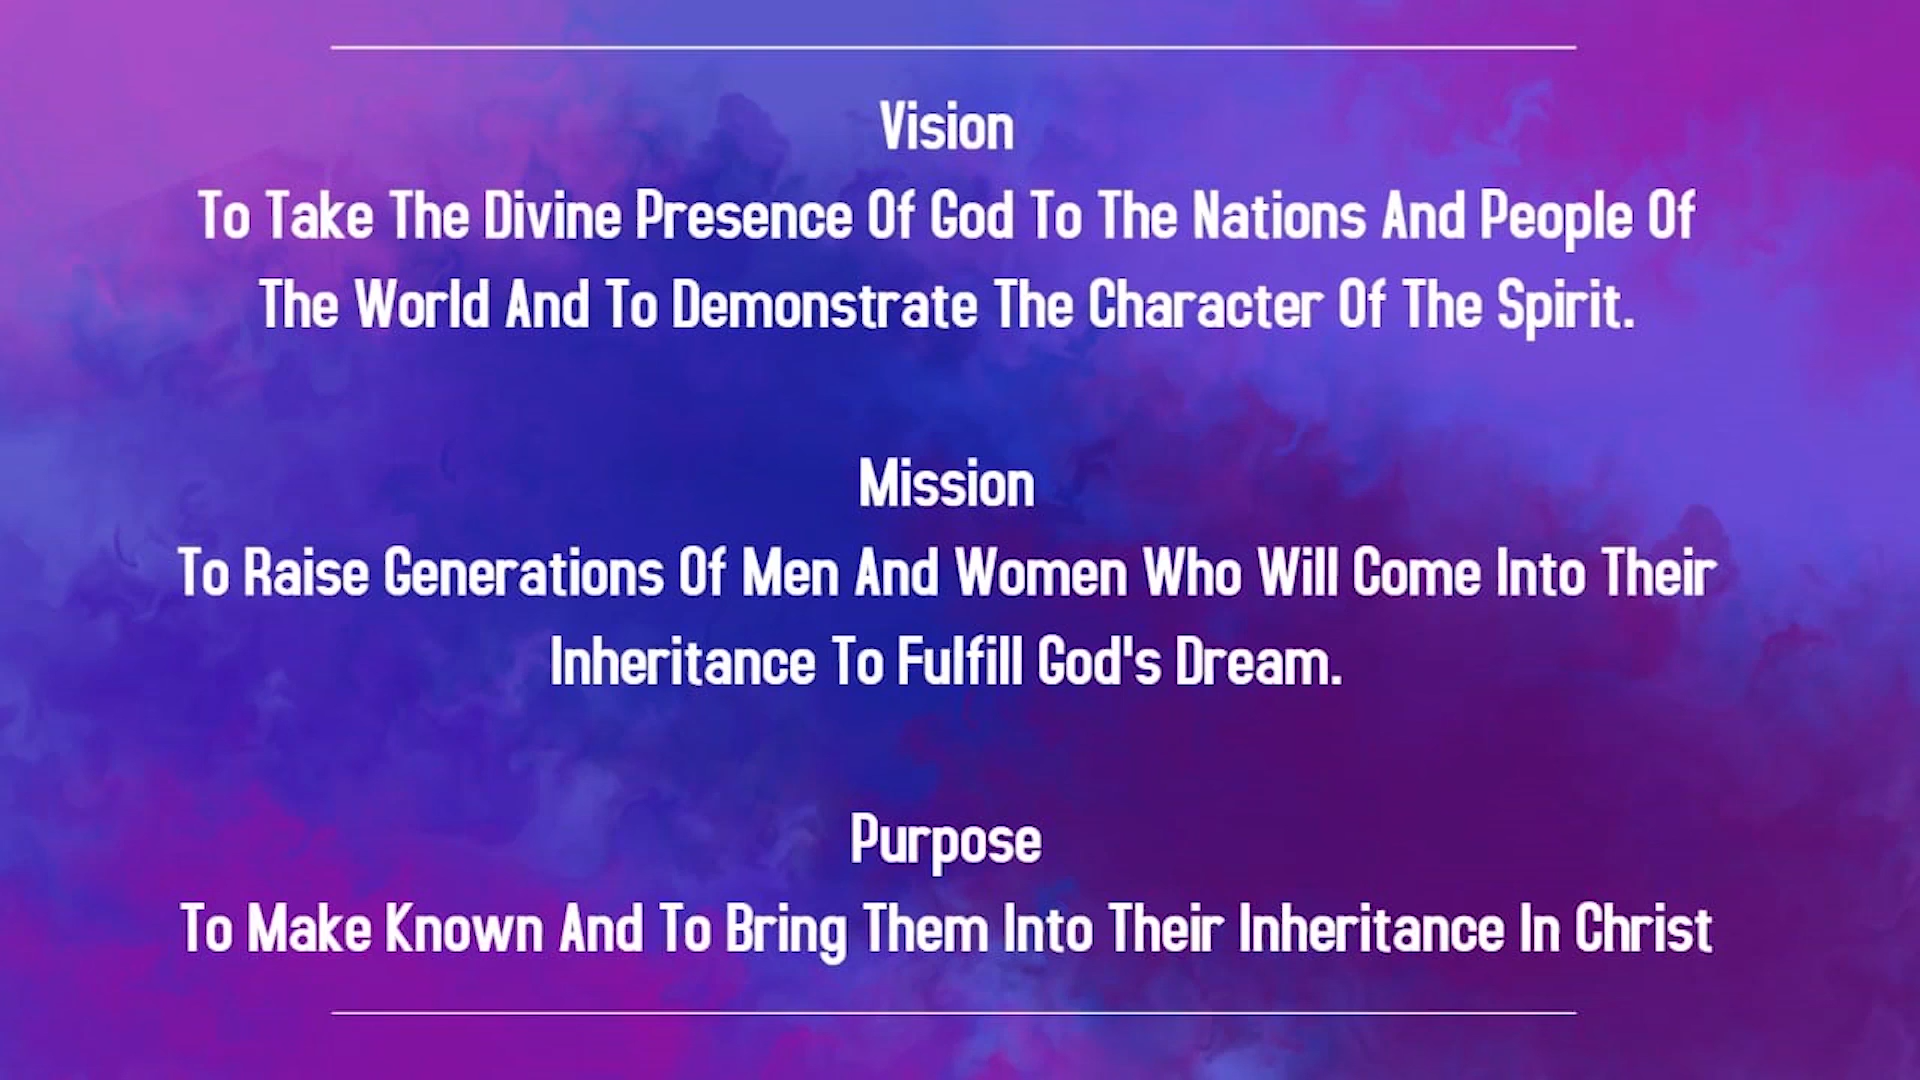 Vision
To Take The Divine Presence Of God To The Nations And People Of
The World And To Demonstrate The Character Of The Spirit.
Mission
To Raise Generations Of Men And Women Who Will Come Into Their
Inheritance To Fulfill God's Dream.
Purpose
To Make Known And To Bring Them Into Their Inheritance In Christ